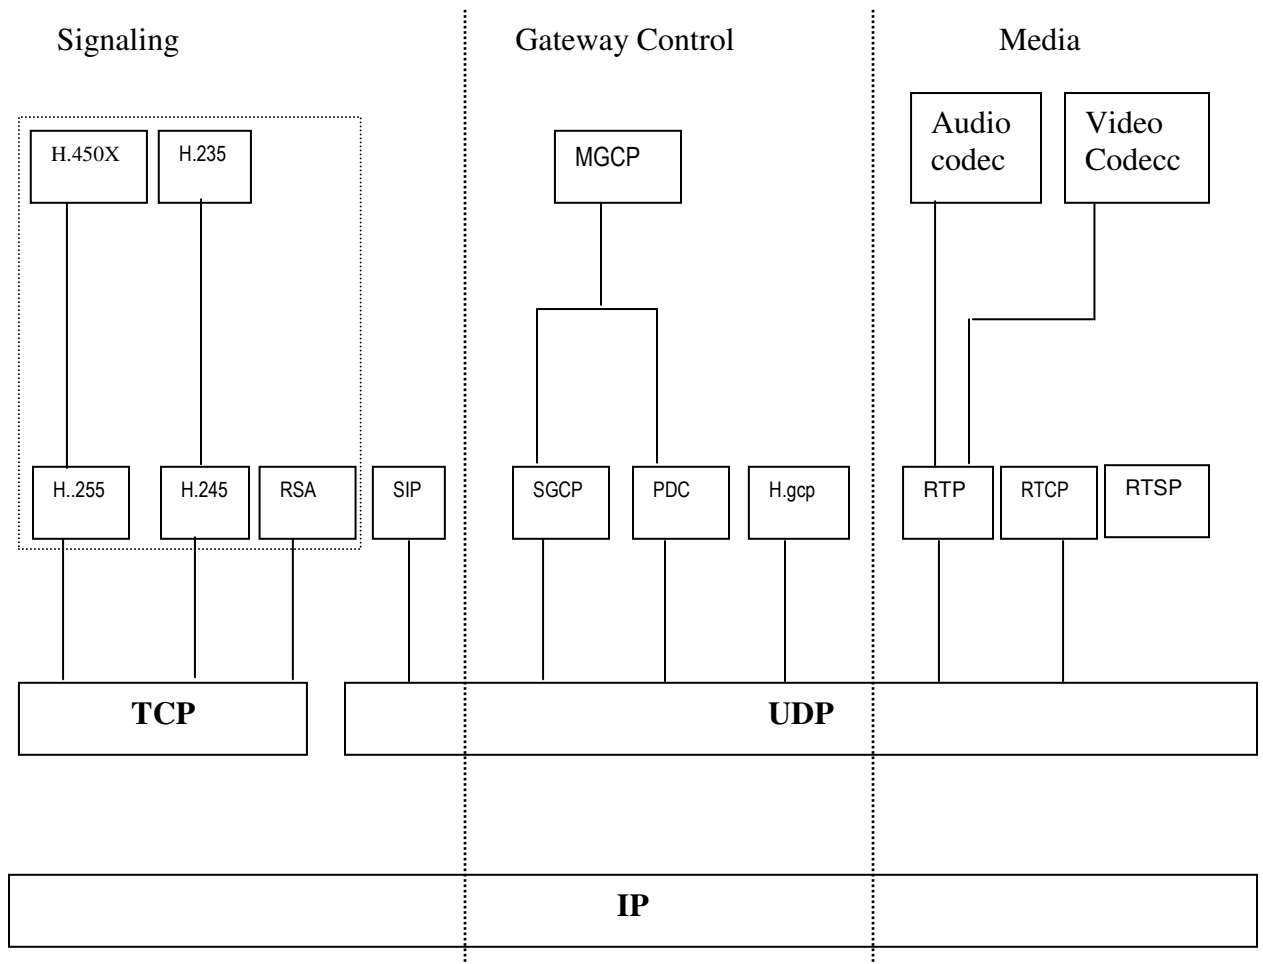 Signaling
Gateway Control
Media
H.450X
H.235
MGCP
Audio
codec
Video
Codecc
H..255
H.245
RSA
SIP
SGCP
PDC
H.gcp
RTP
RTCP
RTSP
TCP
UDP
IP